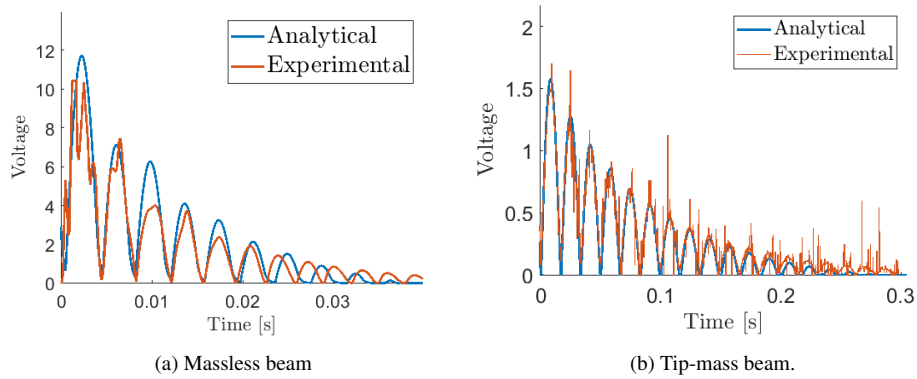 Analytical
Experimental
Voltage
12
10
8
6
4
2
0
0
0.01
0.02
0.03
Time [s]
(a) Massless beam
Analytical
Experimental
Voltage
2
1.5
1
0.5
0
0
0.1
0.2
0.3
Time [s]
(b) Tip-mass beam.